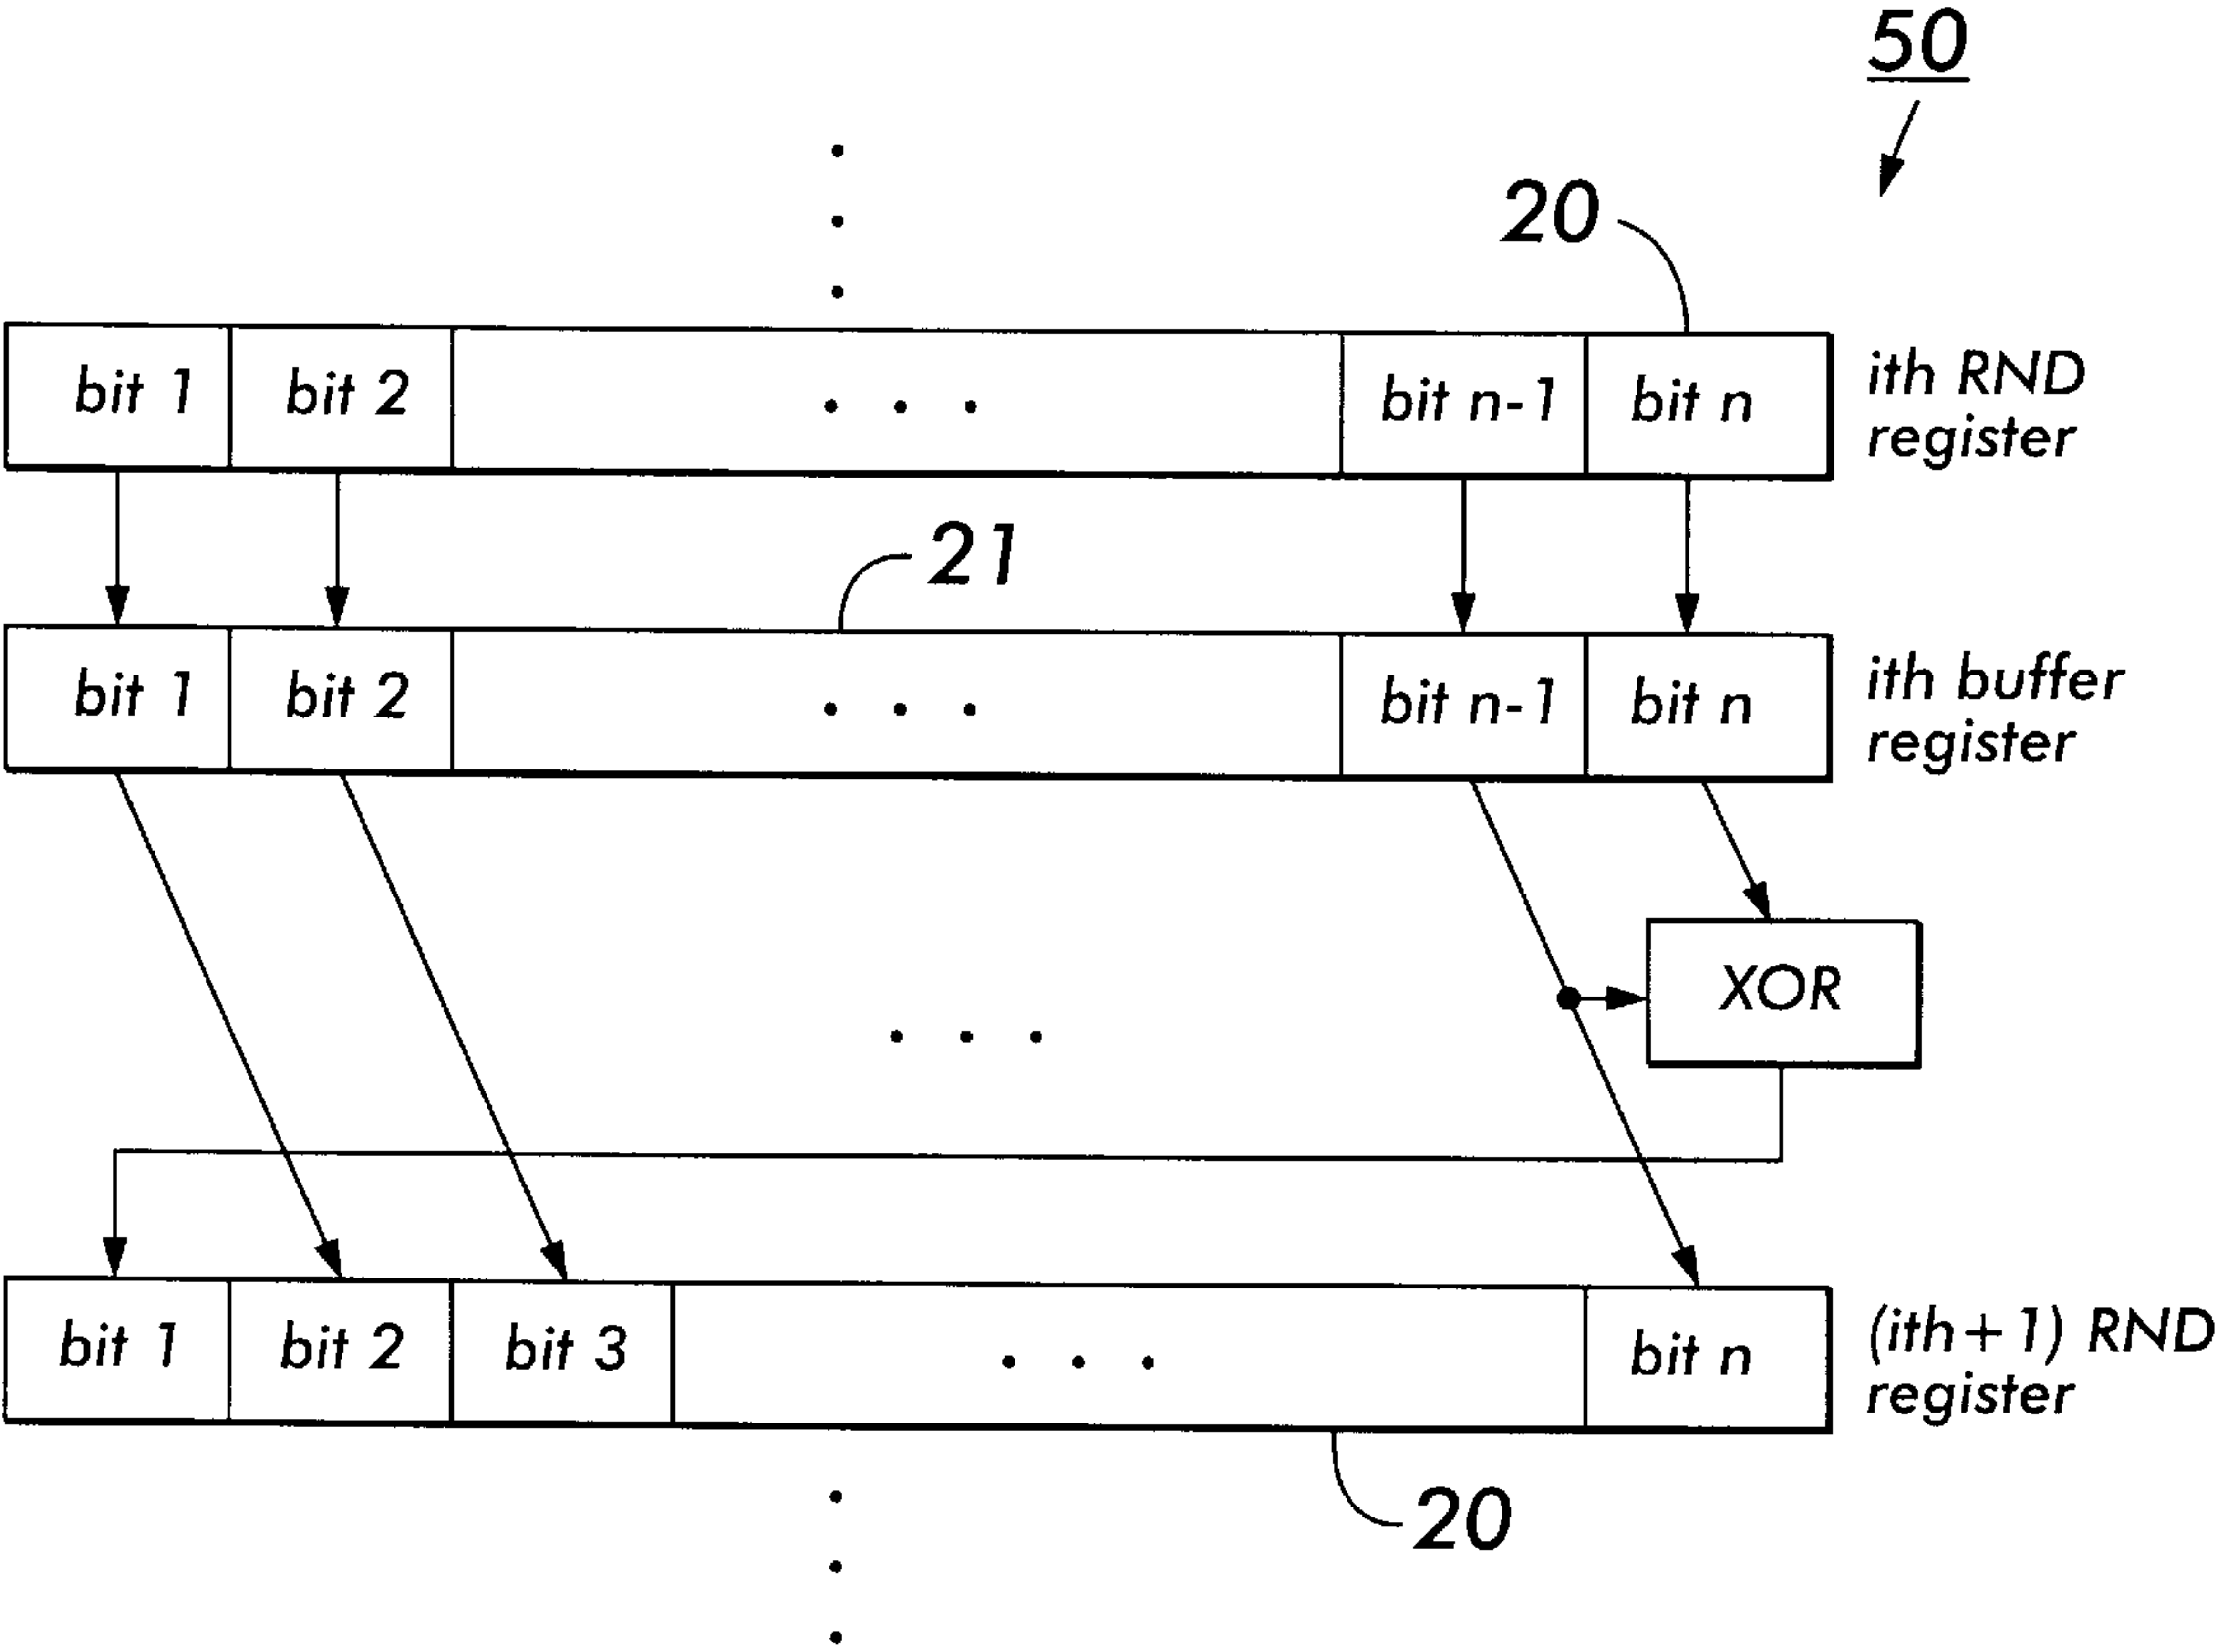 50
20
bit 1 bit 2 . . . bit n-1 bit n
ith RND
register
21
bit 1 bit 2 . . . bit n-1 bit n
ith buffer
register
XOR
. . .
bit 1 bit 2 bit 3 . . . bit n
(ith + 1) RND
register
20